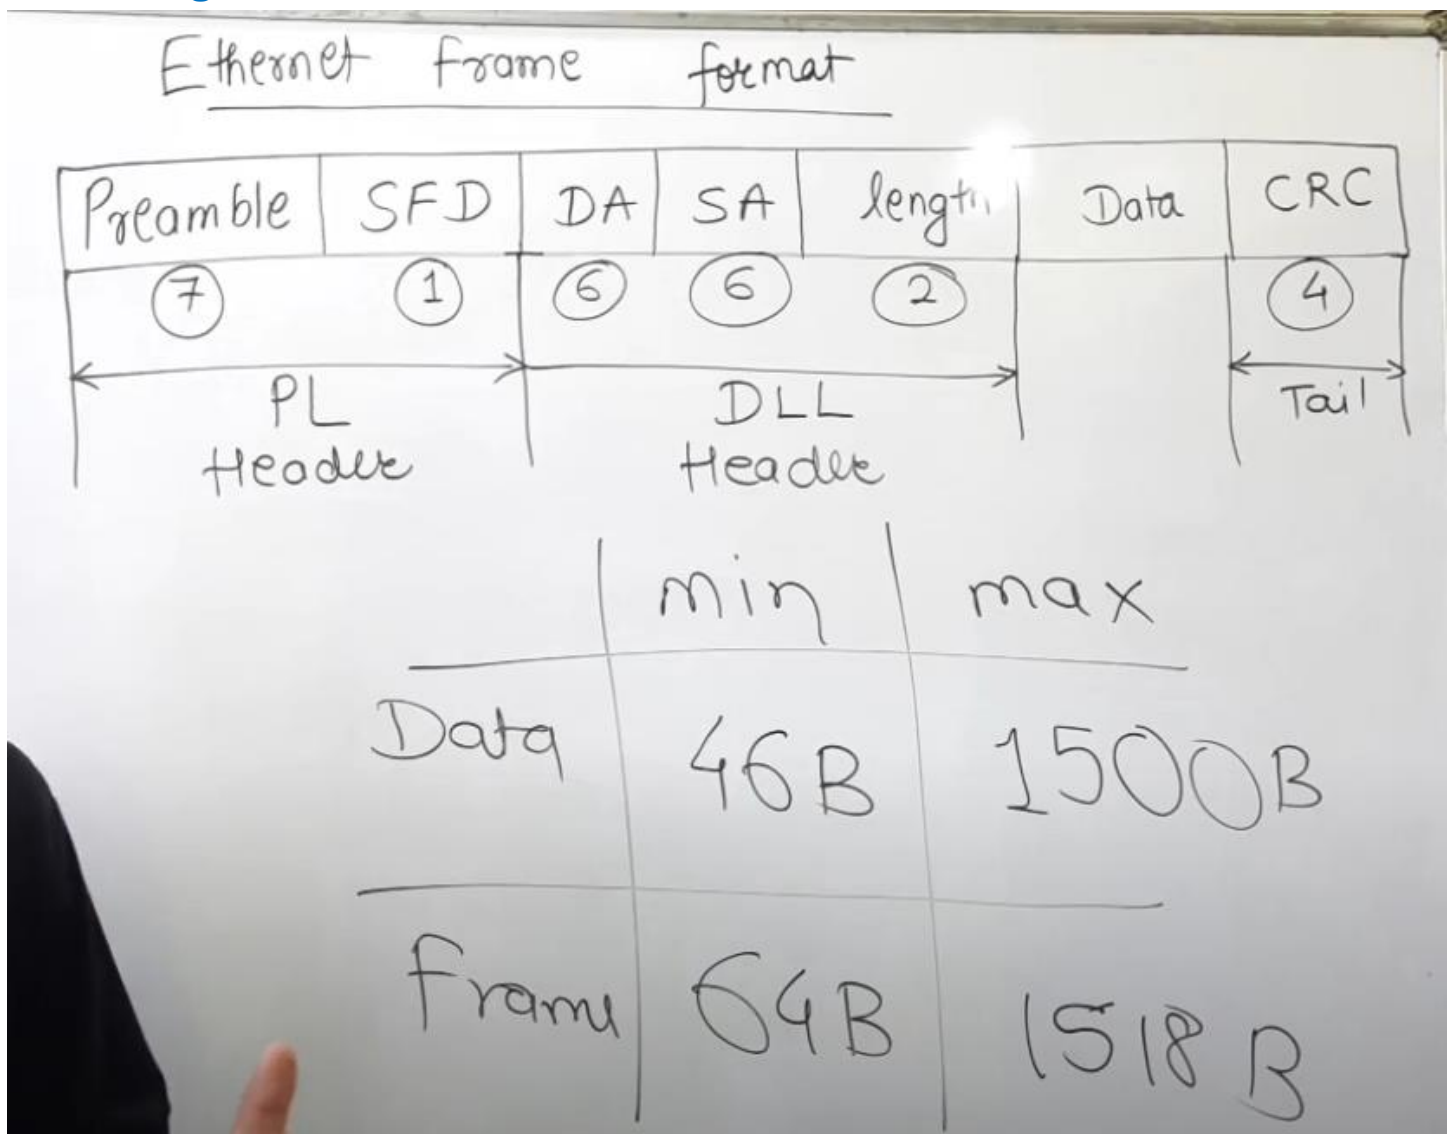 Ethernet Frame format
Preamble SFD DA SA length Data CRC
7 1 6 6 2 4
PL Header DLL Header Tail
min max
Data 46B 1500B
Frame 64B 1518B